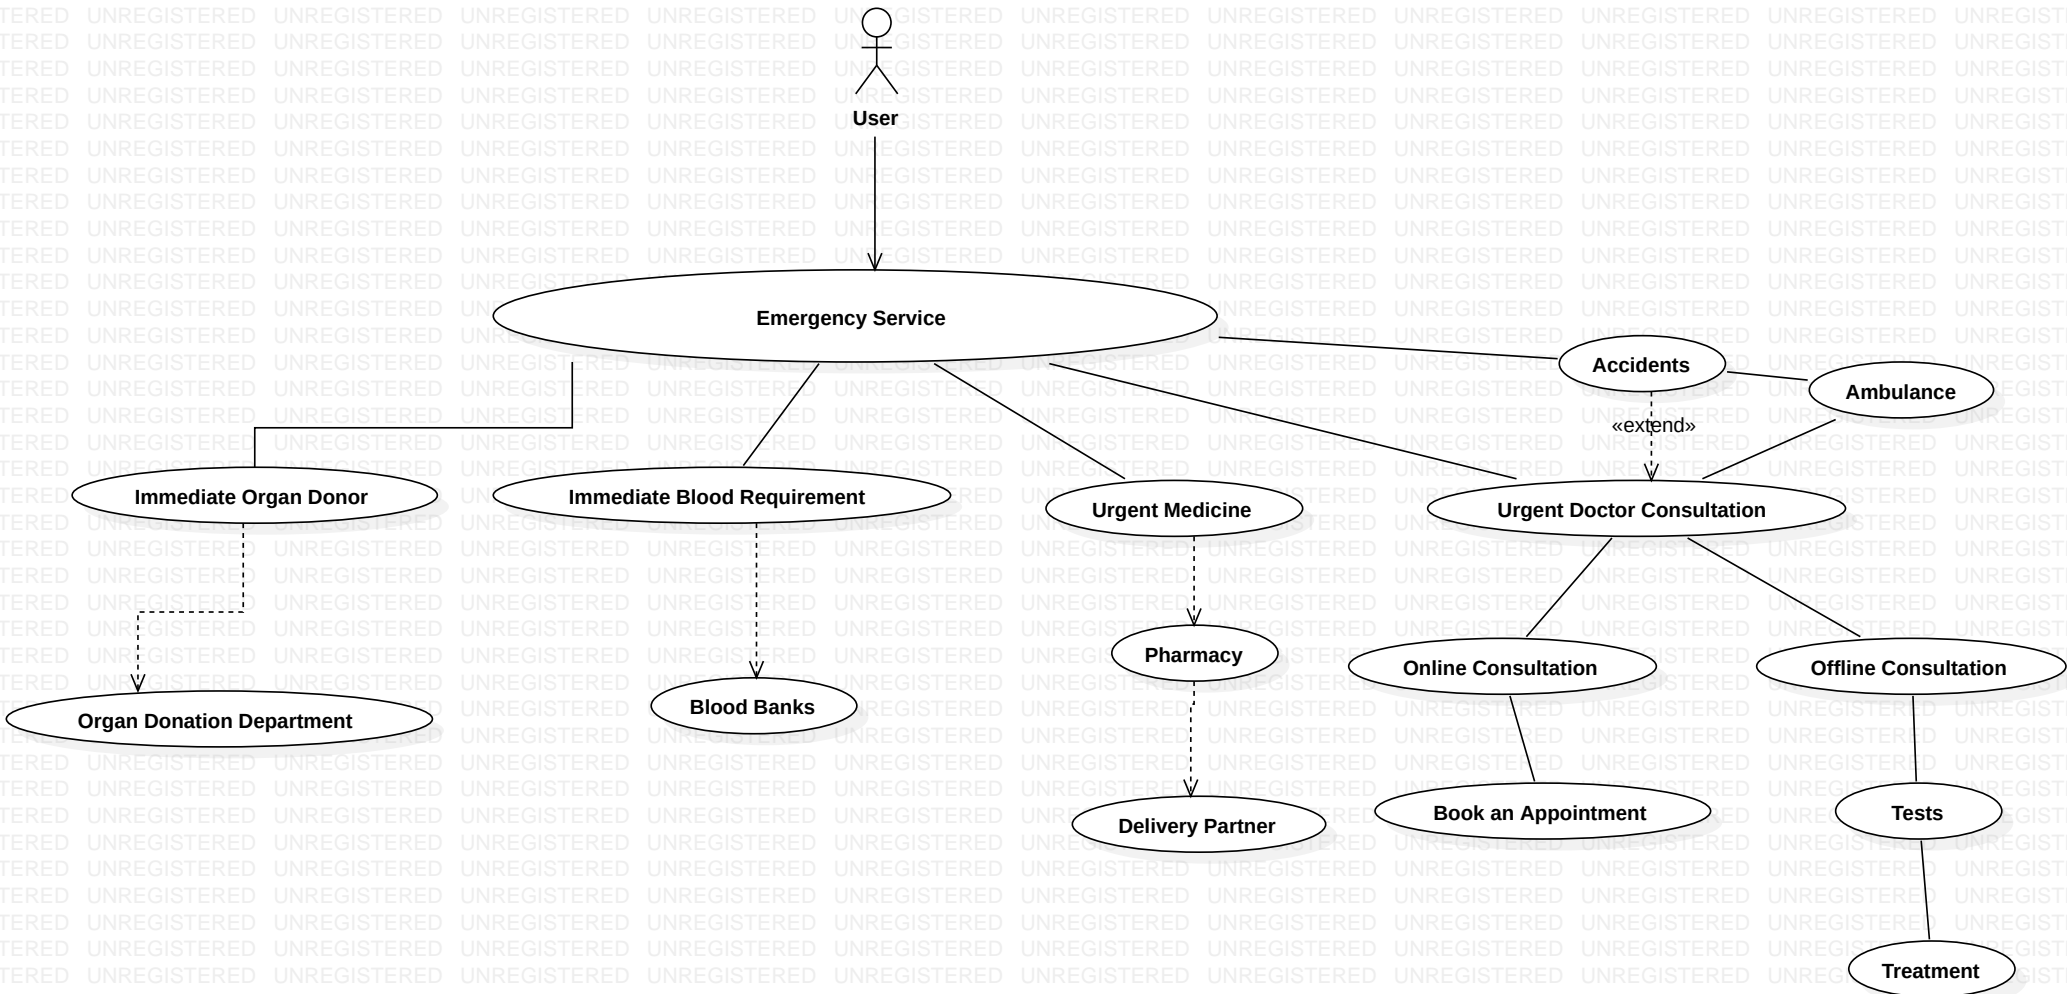 User
Emergency Service
Accidents
Ambulance
«extend»
Immediate Organ Donor
Immediate Blood Requirement
Urgent Medicine
Urgent Doctor Consultation
Pharmacy
Online Consultation
Offline Consultation
Organ Donation Department
Blood Banks
Delivery Partner
Book an Appointment
Tests
Treatment
UNREGISTERED